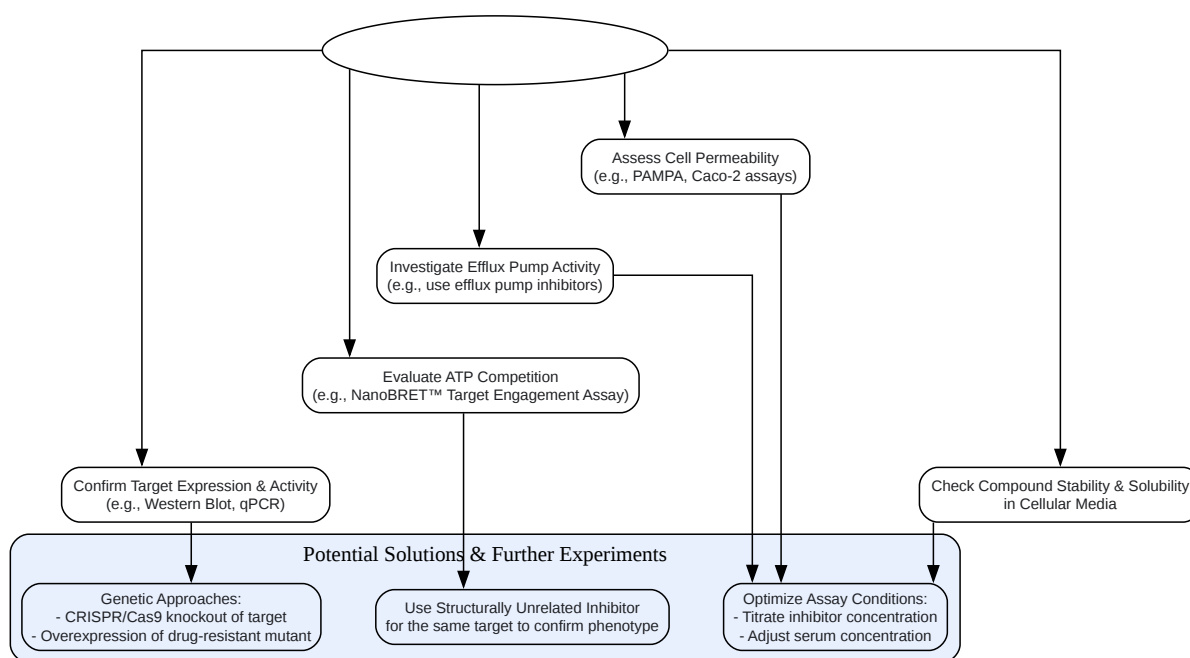 Assess Cell Permeability
(e.g., PAMPA, Caco-2 assays)
Investigate Efflux Pump Activity
(e.g., use efflux pump inhibitors)
Evaluate ATP Competition
(e.g., NanoBRET™ Target Engagement Assay)
Confirm Target Expression & Activity
(e.g., Western Blot, qPCR)
Check Compound Stability & Solubility
in Cellular Media
Potential Solutions & Further Experiments
Genetic Approaches:
- CRISPR/Cas9 knockout of target
- Overexpression of drug-resistant mutant
Use Structurally Unrelated Inhibitor
for the same target to confirm phenotype
Optimize Assay Conditions:
- Titrate inhibitor concentration
- Adjust serum concentration